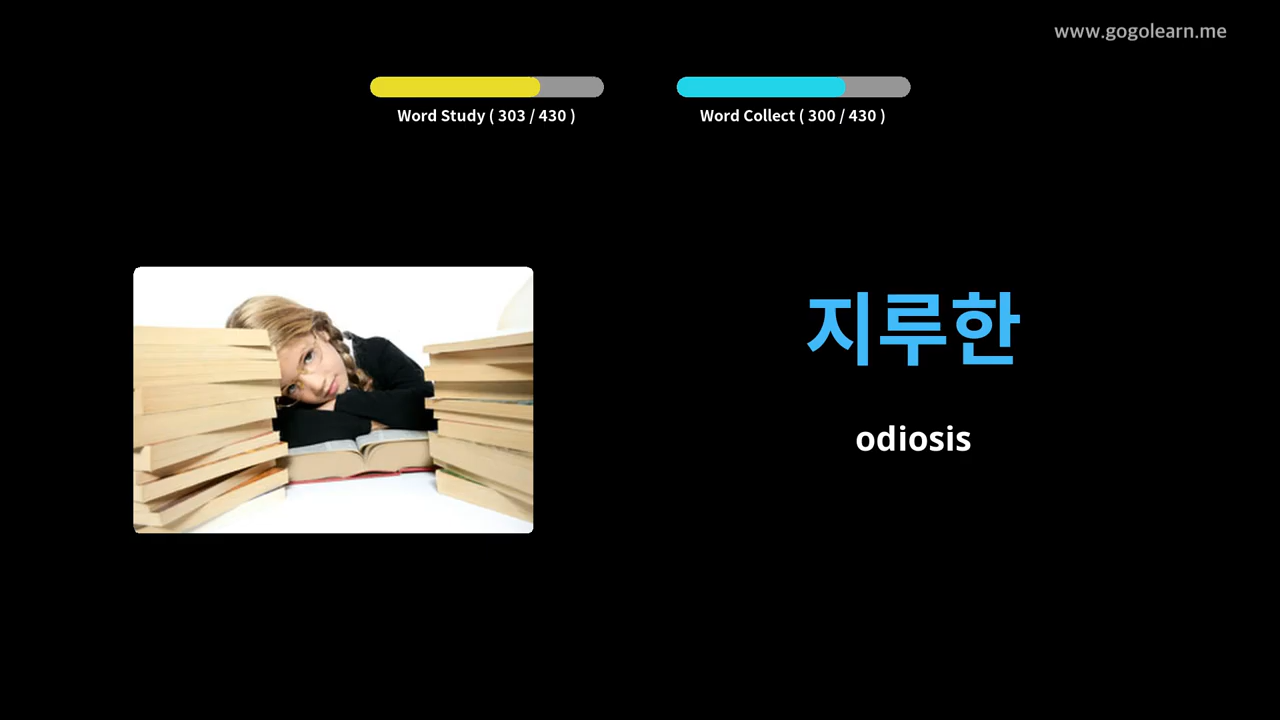 www.gogolearn.me
Word Study ( 303 / 430 )
Word Collect ( 300 / 430 )
지루한
odiosis